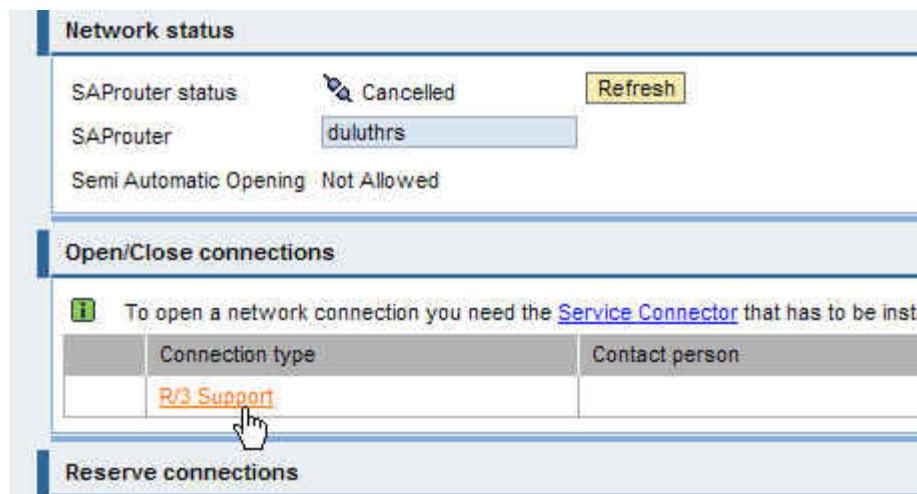 Network status
SAProuter status Cancelled Refresh
SAProuter duluthrs
Semi Automatic Opening Not Allowed
Open/Close connections
To open a network connection you need the Service Connector that has to be inst
Connection type Contact person
R/3 Support
Reserve connections